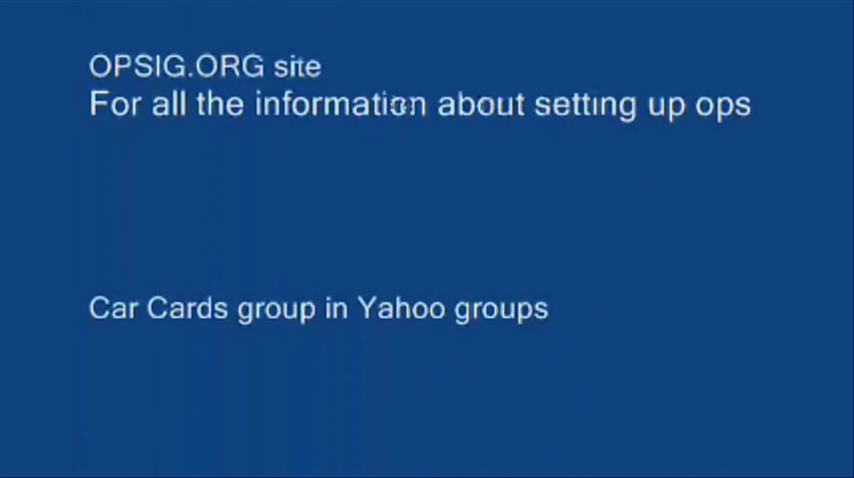 OPSIG.ORG site
For all the information about setting up ops
Car Cards group in Yahoo groups